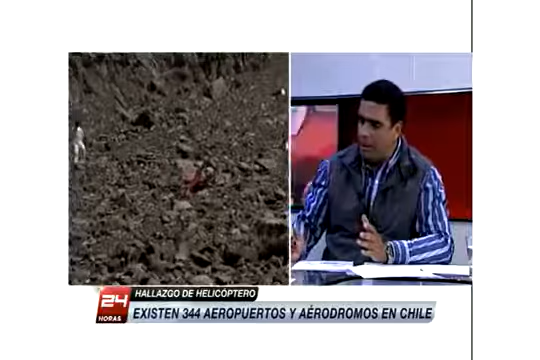 HALLAZGO DE HELICÓPTERO
24 HORAS
EXISTEN 344 AEROPUERTOS Y AÉRODROMOS EN CHILE